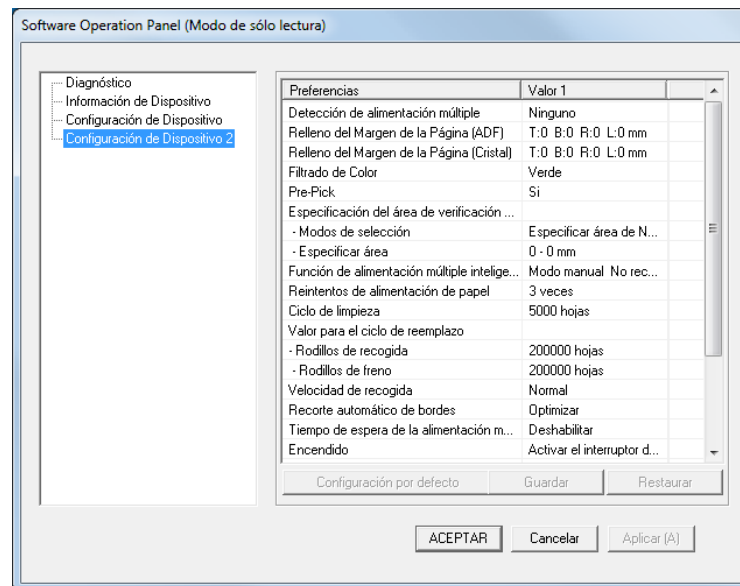 Software Operation Panel (Modo de sólo lectura)
Diagnóstico
Información de Dispositivo
Configuración de Dispositivo
Configuración de Dispositivo 2
Preferencias Valor 1
Detección de alimentación múltiple Ninguno
Relleno del Margen de la Página (ADF) T:0 B:0 R:0 L:0 mm
Relleno del Margen de la Página (Cristal) T:0 B:0 R:0 L:0 mm
Filtrado de Color Verde
Pre-Pick Si
Especificación del área de verificación ...
- Modos de selección Especificar área de N...
- Especificar área 0 - 0 mm
Función de alimentación múltiple intelige... Modo manual No rec...
Reintentos de alimentación de papel 3 veces
Ciclo de limpieza 5000 hojas
Valor para el ciclo de reemplazo
- Rodillos de recogida 200000 hojas
- Rodillos de freno 200000 hojas
Velocidad de recogida Normal
Recorte automático de bordes Optimizar
Tiempo de espera de la alimentación m... Deshabilitar
Encendido Activar el interruptor d...
Configuración por defecto Guardar Restaurar
ACEPTAR Cancelar Aplicar (A)